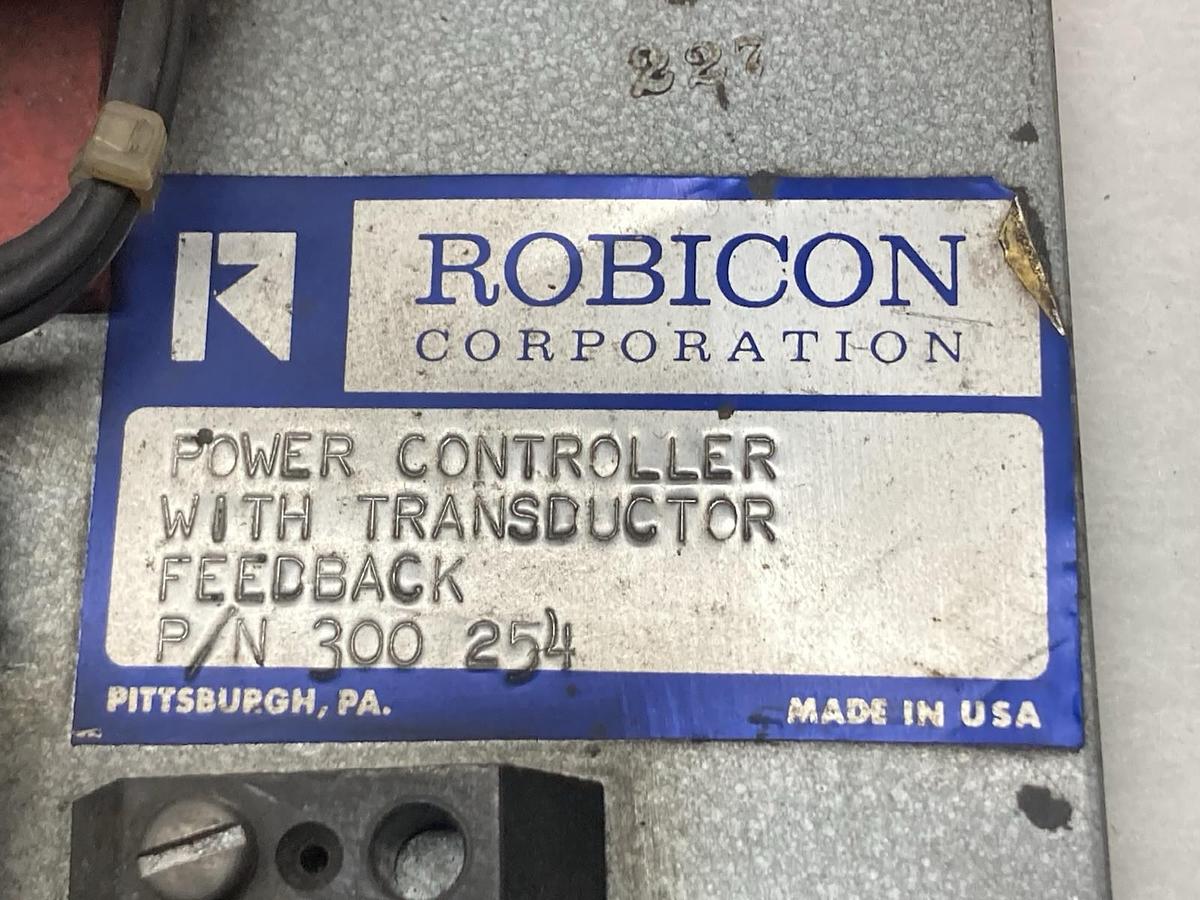 227
ROBICON
CORPORATION
POWER CONTROLLER
WITH TRANSDUCTOR
FEEDBACK
P/N 300 254
PITTSBURGH, PA. MADE IN USA